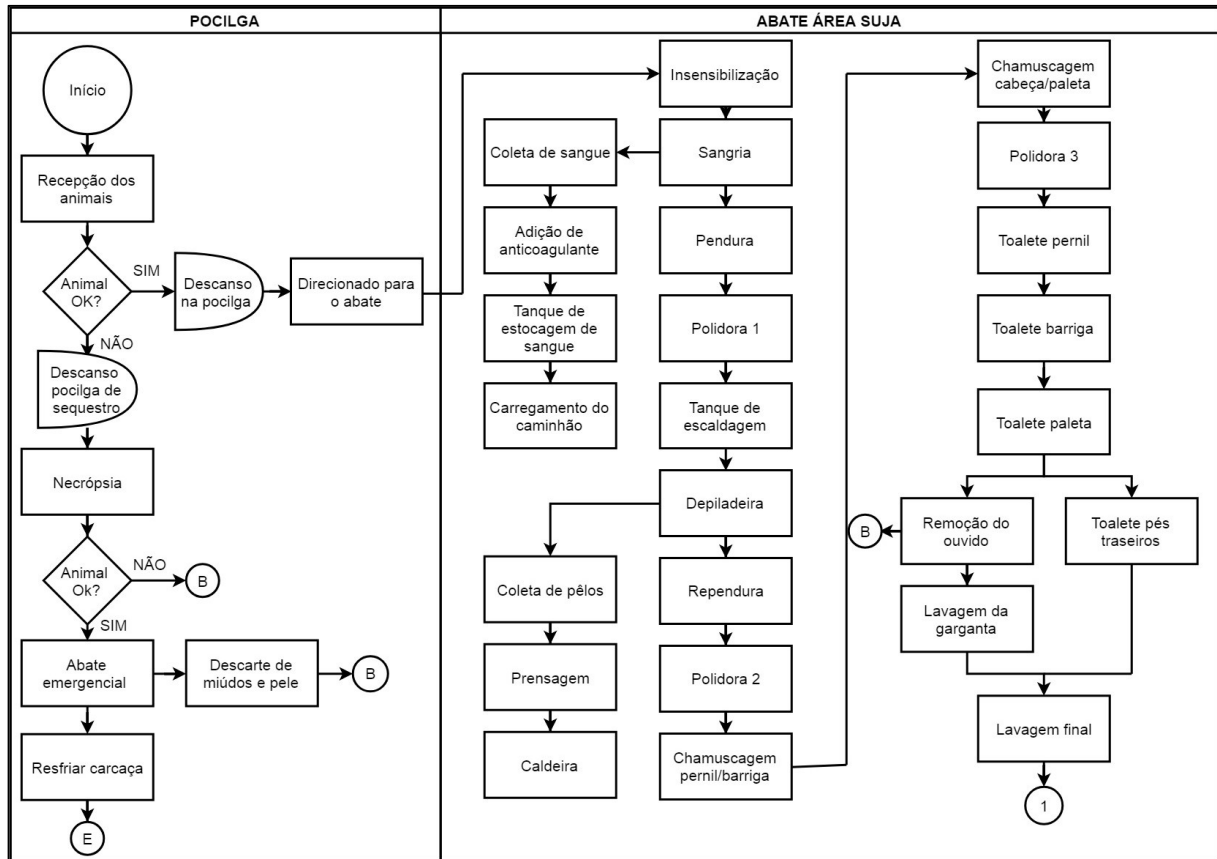 POCILGA
Início
Recepção dos
animais
Animal
OK?
SIM
Descanso
na pocilga
Direcionado para
o abate
NÃO
Descanso
pocilga de
sequestro
Necrópsia
Animal
Ok?
NÃO
B
SIM
Abate
emergencial
Descarte de
miúdos e pele
B
Resfriar carcaça
E
ABATE ÁREA SUJA
Insensibilização
Sangria
Coleta de sangue
Adição de
anticoagulante
Tanque de
estocagem de
sangue
Carregamento do
caminhão
Pendura
Polidora 1
Tanque de
escaldagem
Depiladeira
Coleta de pêlos
Prensagem
Caldeira
Rependura
Polidora 2
Chamuscagem
pernil/barriga
Chamuscagem
cabeça/paleta
Polidora 3
Toalete pernil
Toalete barriga
Toalete paleta
B
Remoção do
ouvido
Toalete pés
traseiros
Lavagem da
garganta
Lavagem final
1